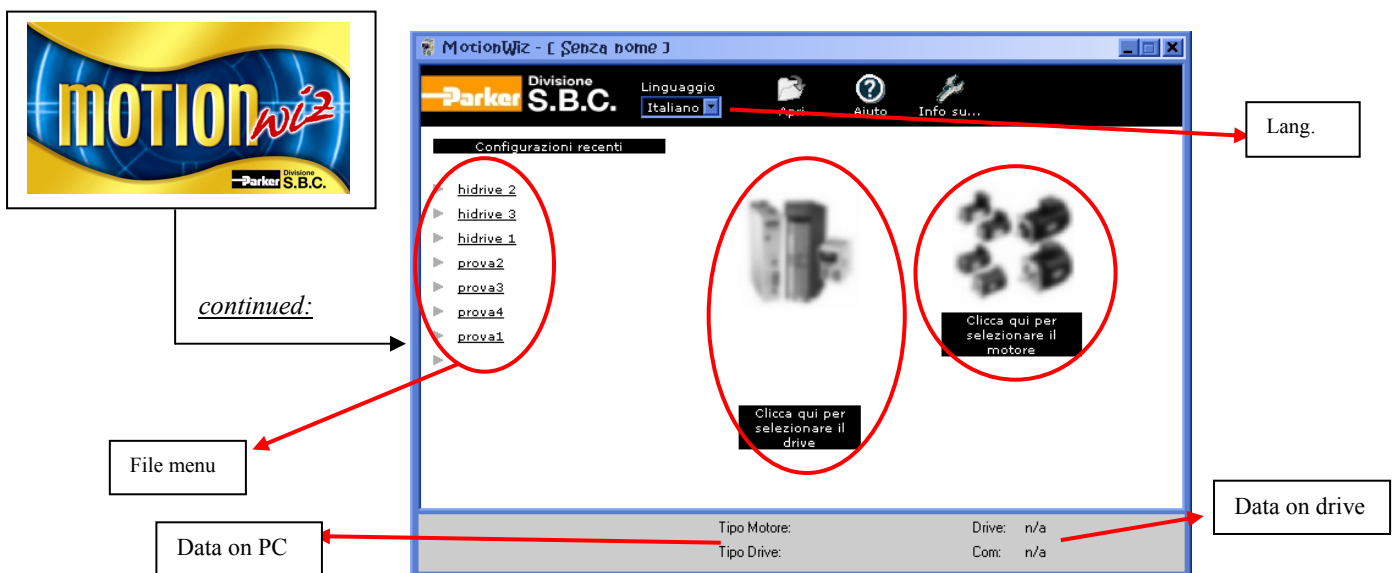 MOTION wiz
Parker Divisione S.B.C.
continued:
MotionWiz - [ Senza nome ]
Parker Divisione S.B.C.
Linguaggio
Italiano
Apri
Aiuto
Info su...
Lang.
Configurazioni recenti
hidrive 2
hidrive 3
hidrive 1
prova2
prova3
prova4
prova1
Clicca qui per
selezionare il
drive
Clicca qui per
selezionare il
motore
File menu
Data on PC
Tipo Motore:
Tipo Drive:
Drive: n/a
Com: n/a
Data on drive